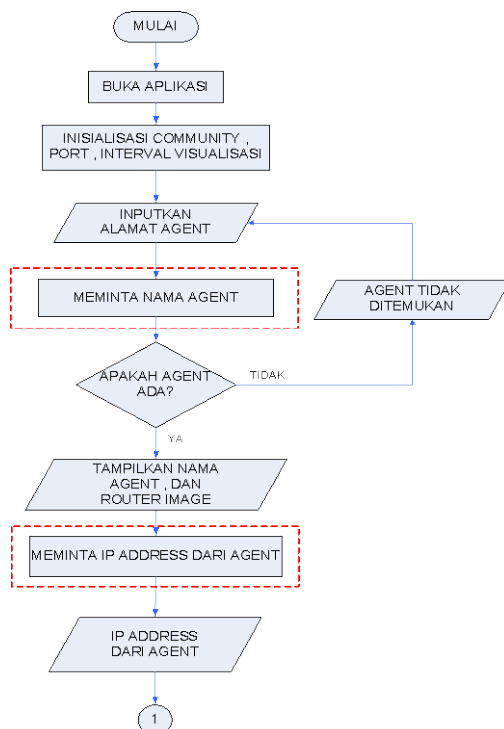 MULAI
BUKA APLIKASI
INISIALISASI COMMUNITY ,
PORT , INTERVAL VISUALISASI
INPUTKAN
ALAMAT AGENT
MEMINTA NAMA AGENT
AGENT TIDAK
DITEMUKAN
APAKAH AGENT
ADA?
TIDAK
YA
TAMPILKAN NAMA
AGENT , DAN
ROUTER IMAGE
MEMINTA IP ADDRESS DARI AGENT
IP ADDRESS
DARI AGENT
1